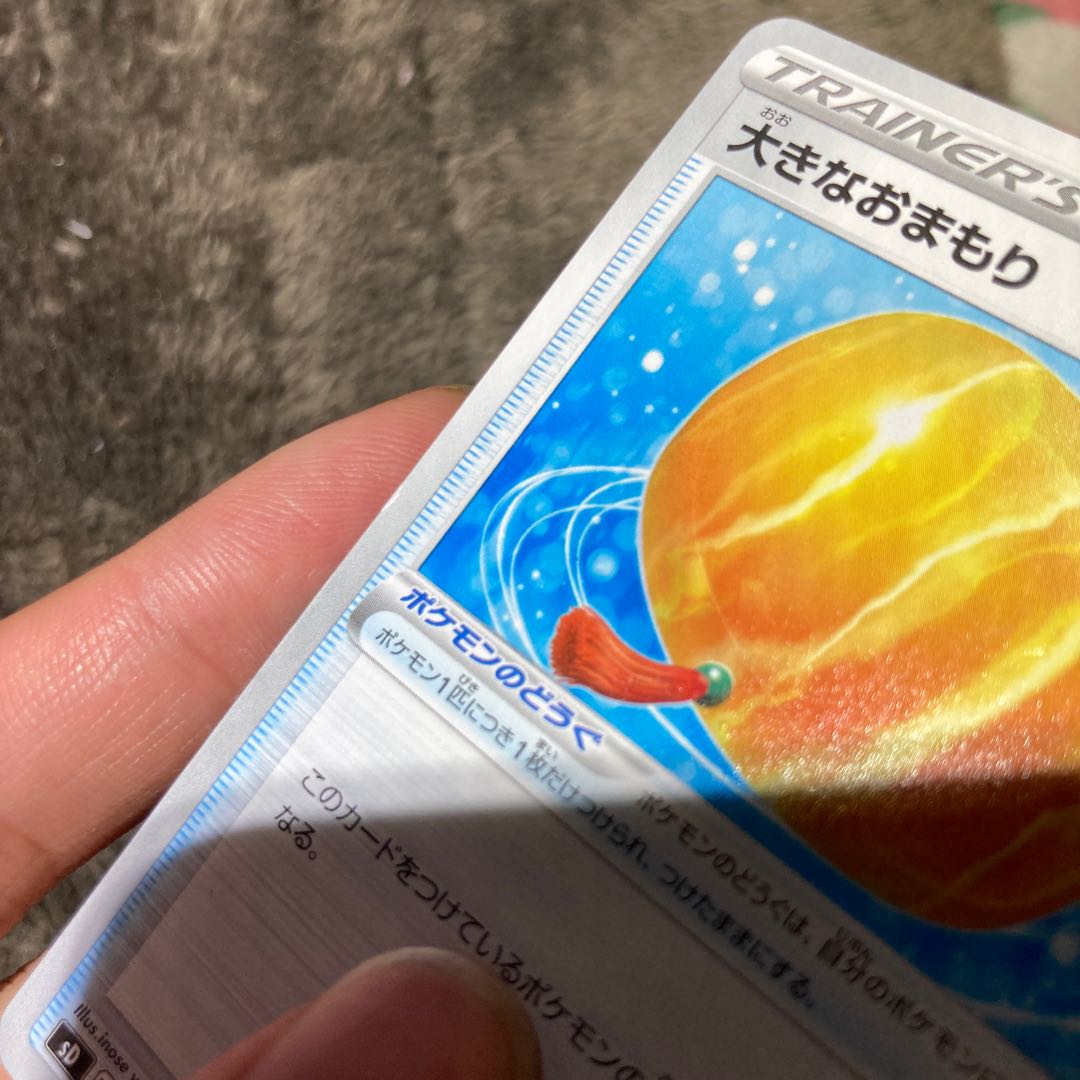 TRAINER'S
おお
大きなおまもり
ポケモンのどうぐ
ポケモンのどうぐは、自分のポケモンに
ポケモン1匹につき1枚だけつけられ、つけたままにする。
このカードをつけているポケモンの
なる。
Illus.inose
sD